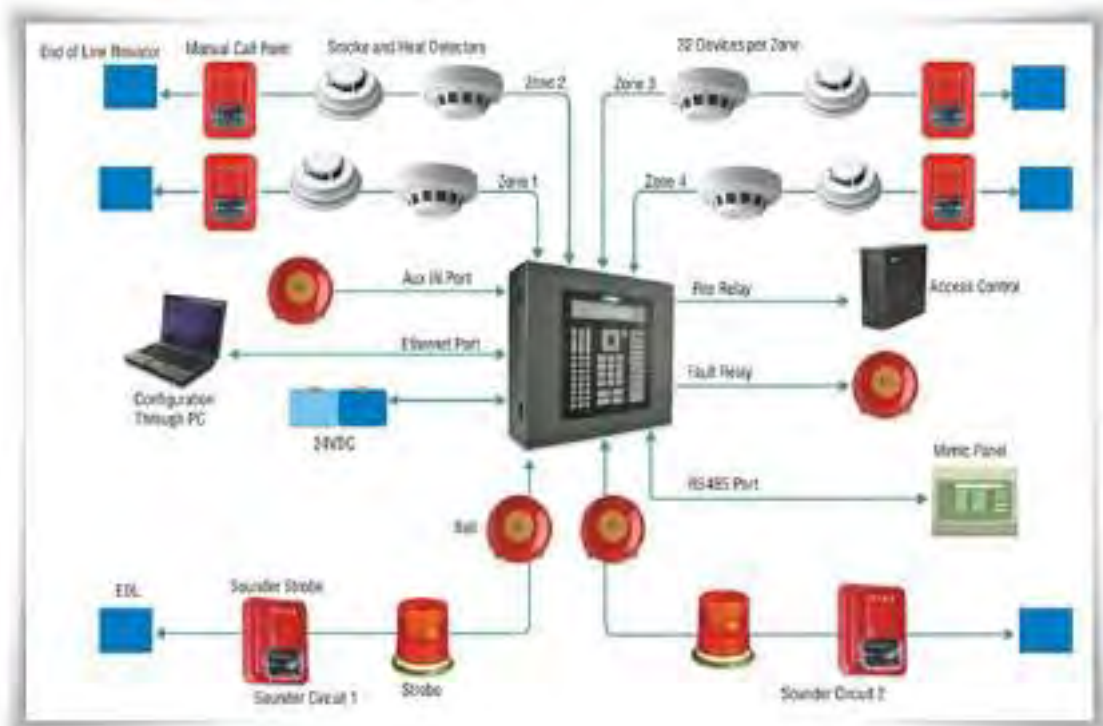 End of Line Resistor
Manual Call Point
Smoke and Heat Detectors
32 Devices per Zone
Zone 2
Zone 3
Zone 1
Zone 4
Aux IN Port
Fire Relay
Access Control
Ethernet Port
Fault Relay
Configuration
Through PC
24VDC
Mimic Panel
RS485 Port
Bell
EOL
Sounder Strobe
Strobe
Sounder Circuit 1
Sounder Circuit 2